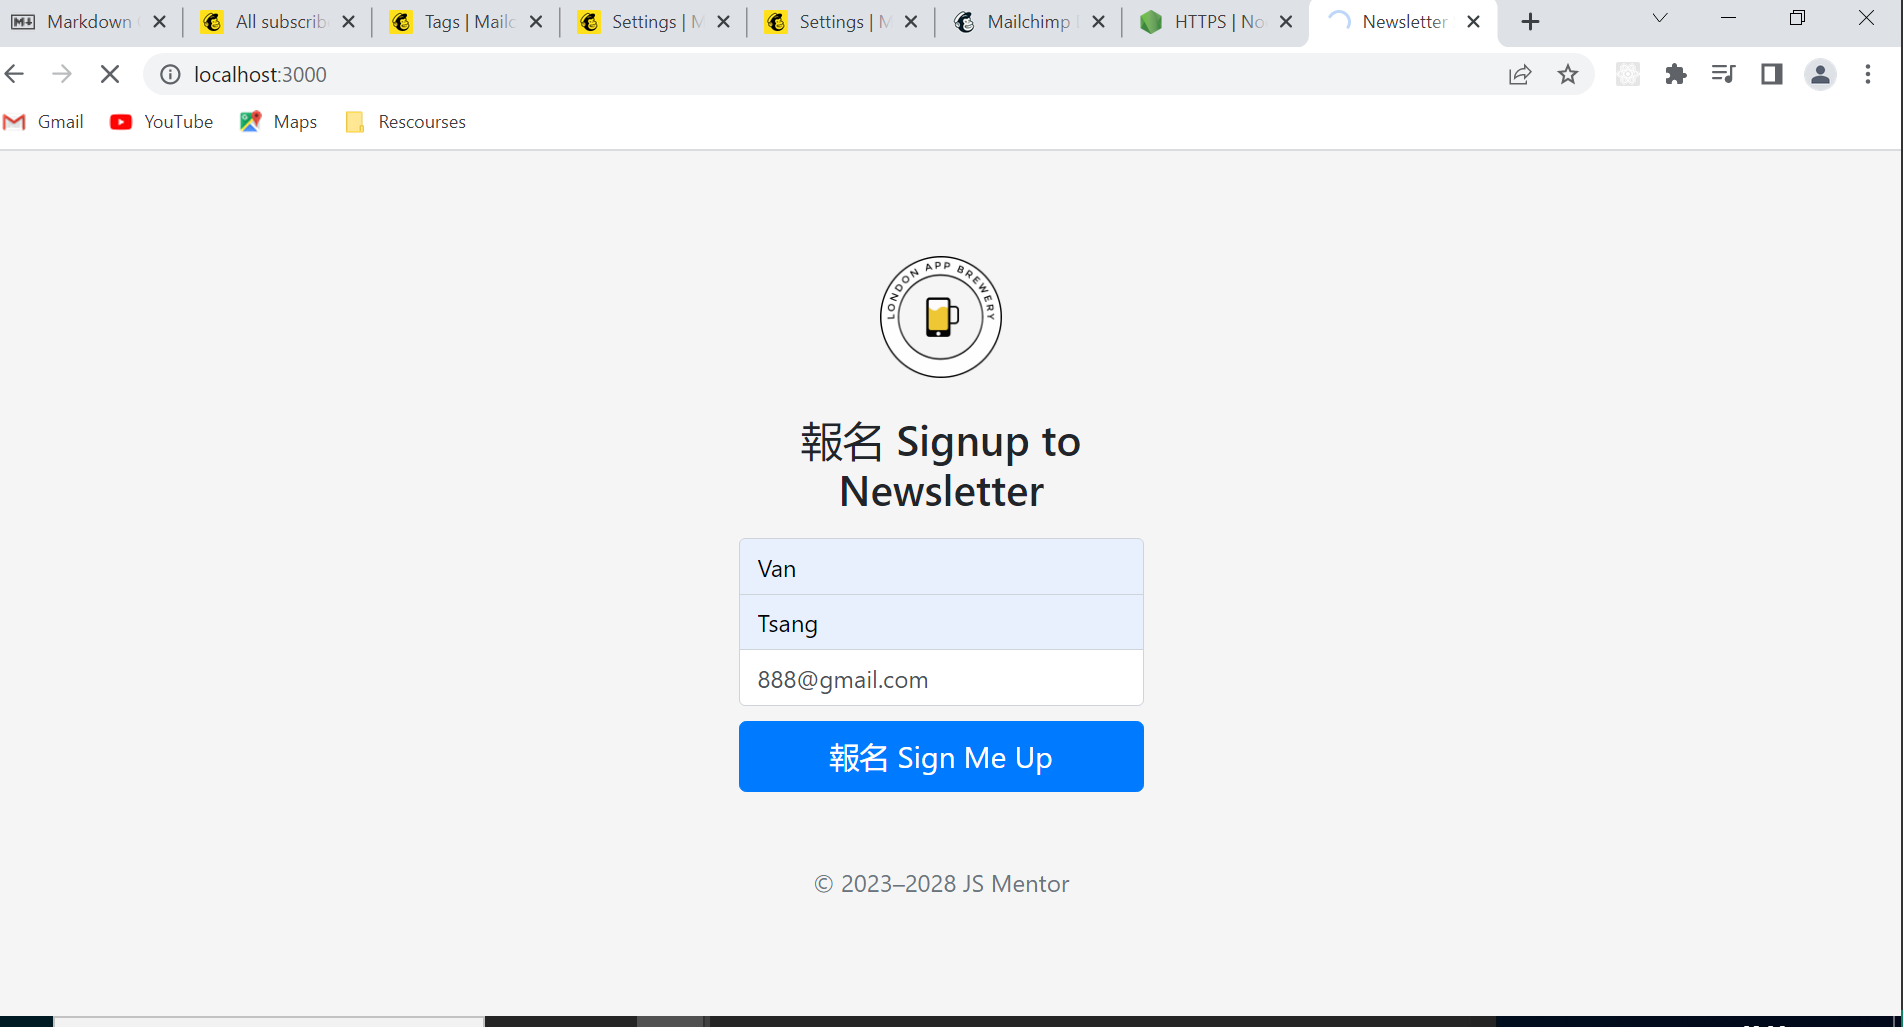 Markdown
All subscrib
Tags | Mailc
Settings | M
Settings | M
Mailchimp
HTTPS | No
Newsletter
localhost:3000
Gmail
YouTube
Maps
Rescourses
LONDON APP BREWERY
報名 Signup to
Newsletter
Van
Tsang
888@gmail.com
報名 Sign Me Up
© 2023–2028 JS Mentor